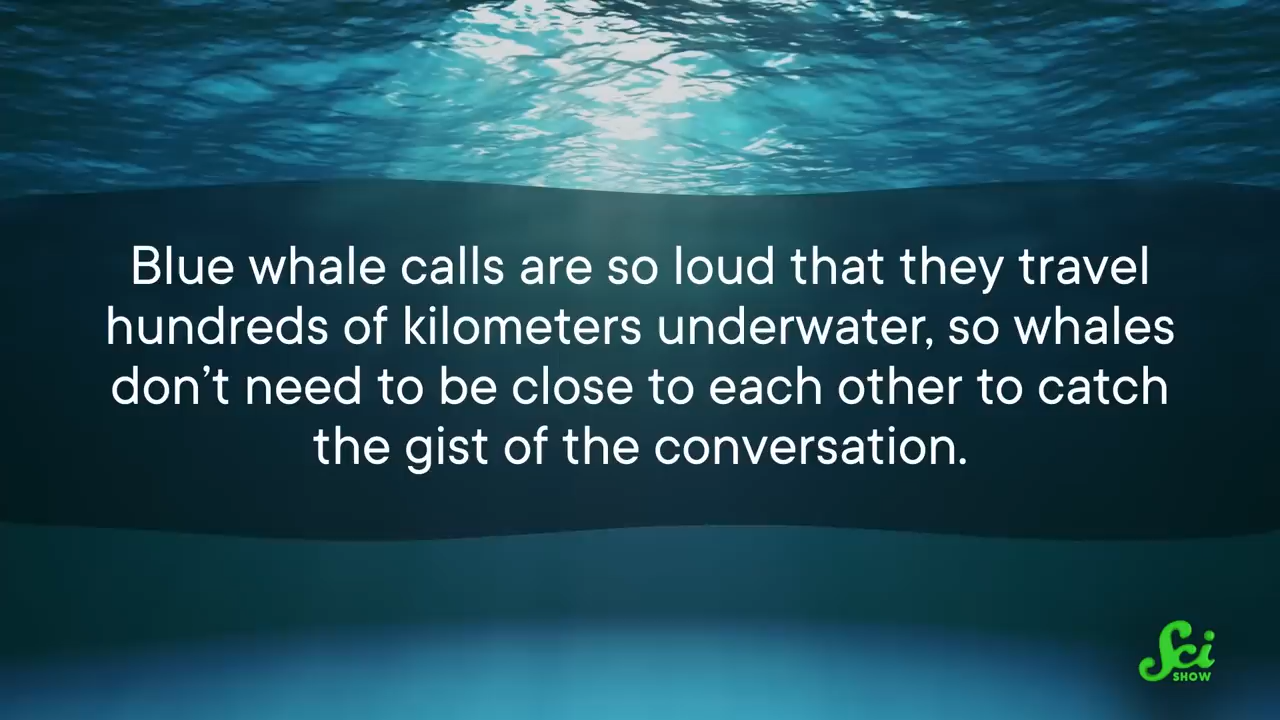 Blue whale calls are so loud that they travel
hundreds of kilometers underwater, so whales
don’t need to be close to each other to catch
the gist of the conversation.
Sci
SHOW